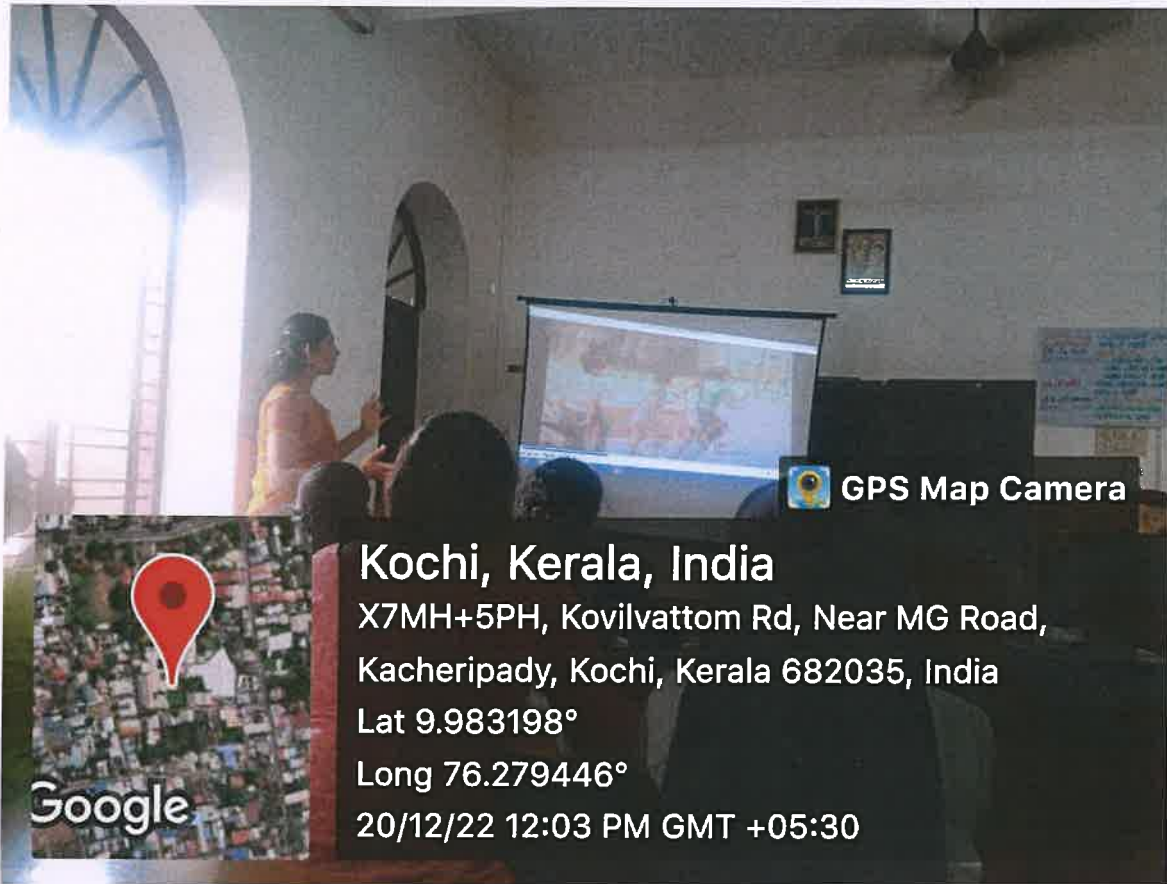 GPS Map Camera
Kochi, Kerala, India
X7MH+5PH, Kovilvattom Rd, Near MG Road,
Kacheripady, Kochi, Kerala 682035, India
Lat 9.983198°
Long 76.279446°
20/12/22 12:03 PM GMT +05:30
Google